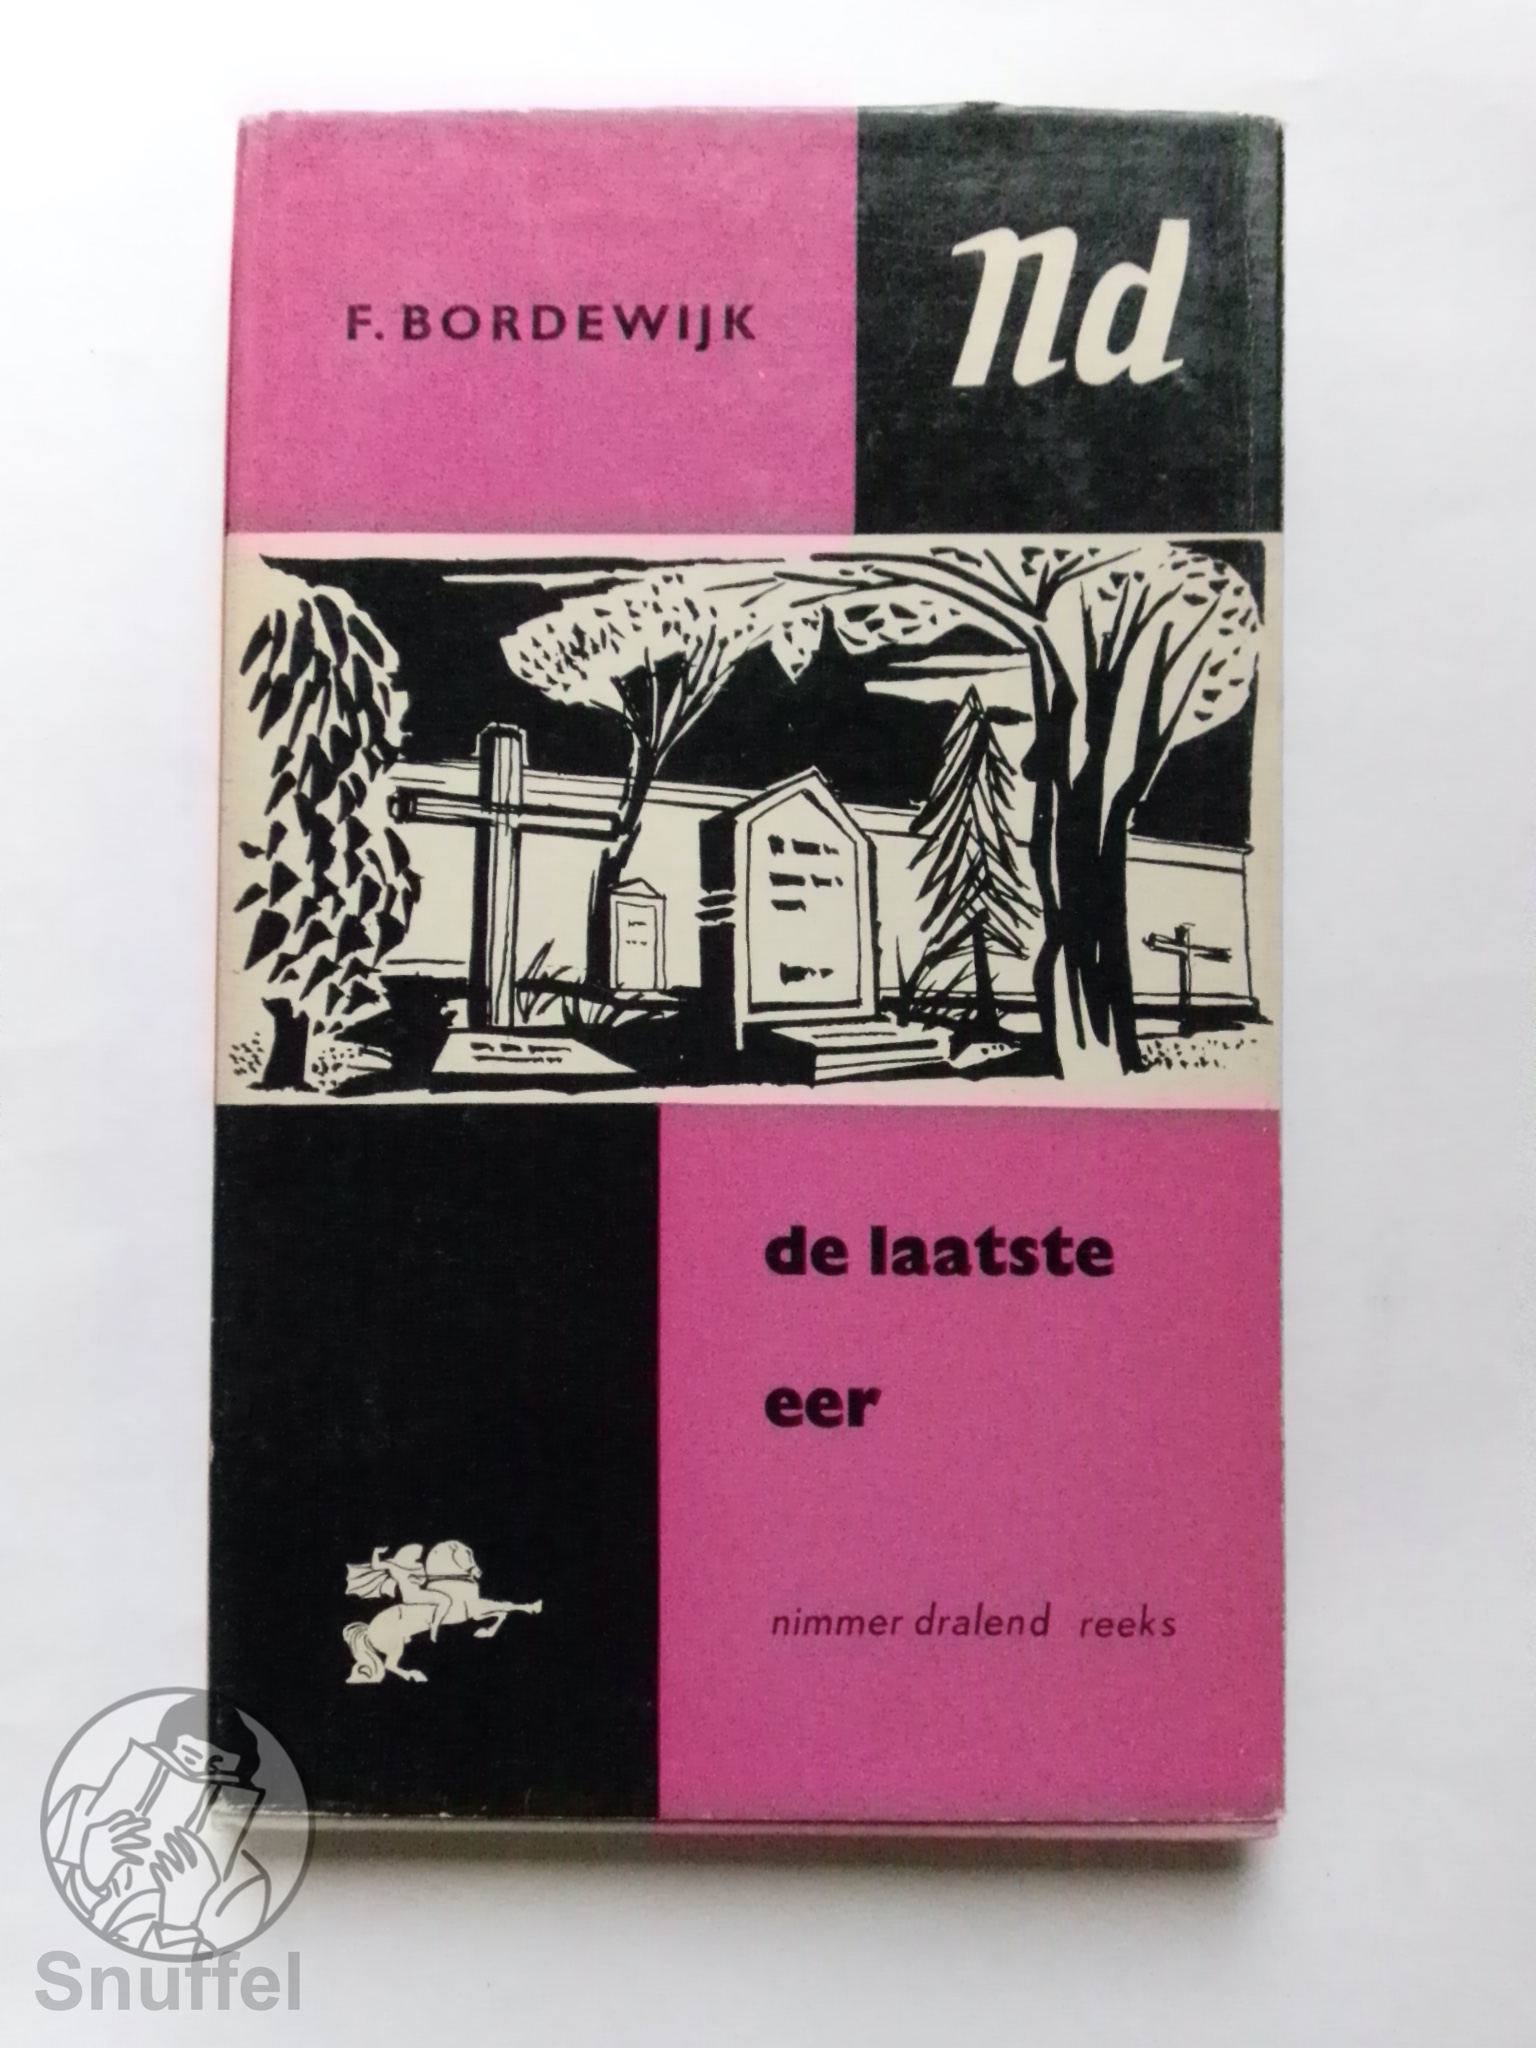 F. BORDEWIJK
nd
de laatste
eer
nimmer dralend reeks
Snuffel